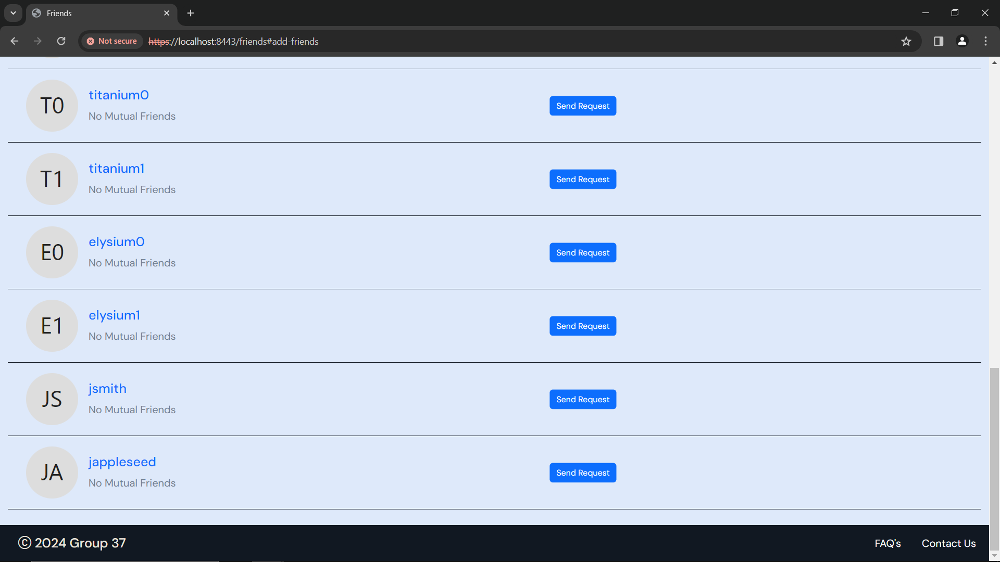 Friends
Not secure https://localhost:8443/friends#add-friends
T0
titanium0
No Mutual Friends
Send Request
T1
titanium1
No Mutual Friends
Send Request
E0
elysium0
No Mutual Friends
Send Request
E1
elysium1
No Mutual Friends
Send Request
JS
jsmith
No Mutual Friends
Send Request
JA
jappleseed
No Mutual Friends
Send Request
© 2024 Group 37
FAQ's Contact Us